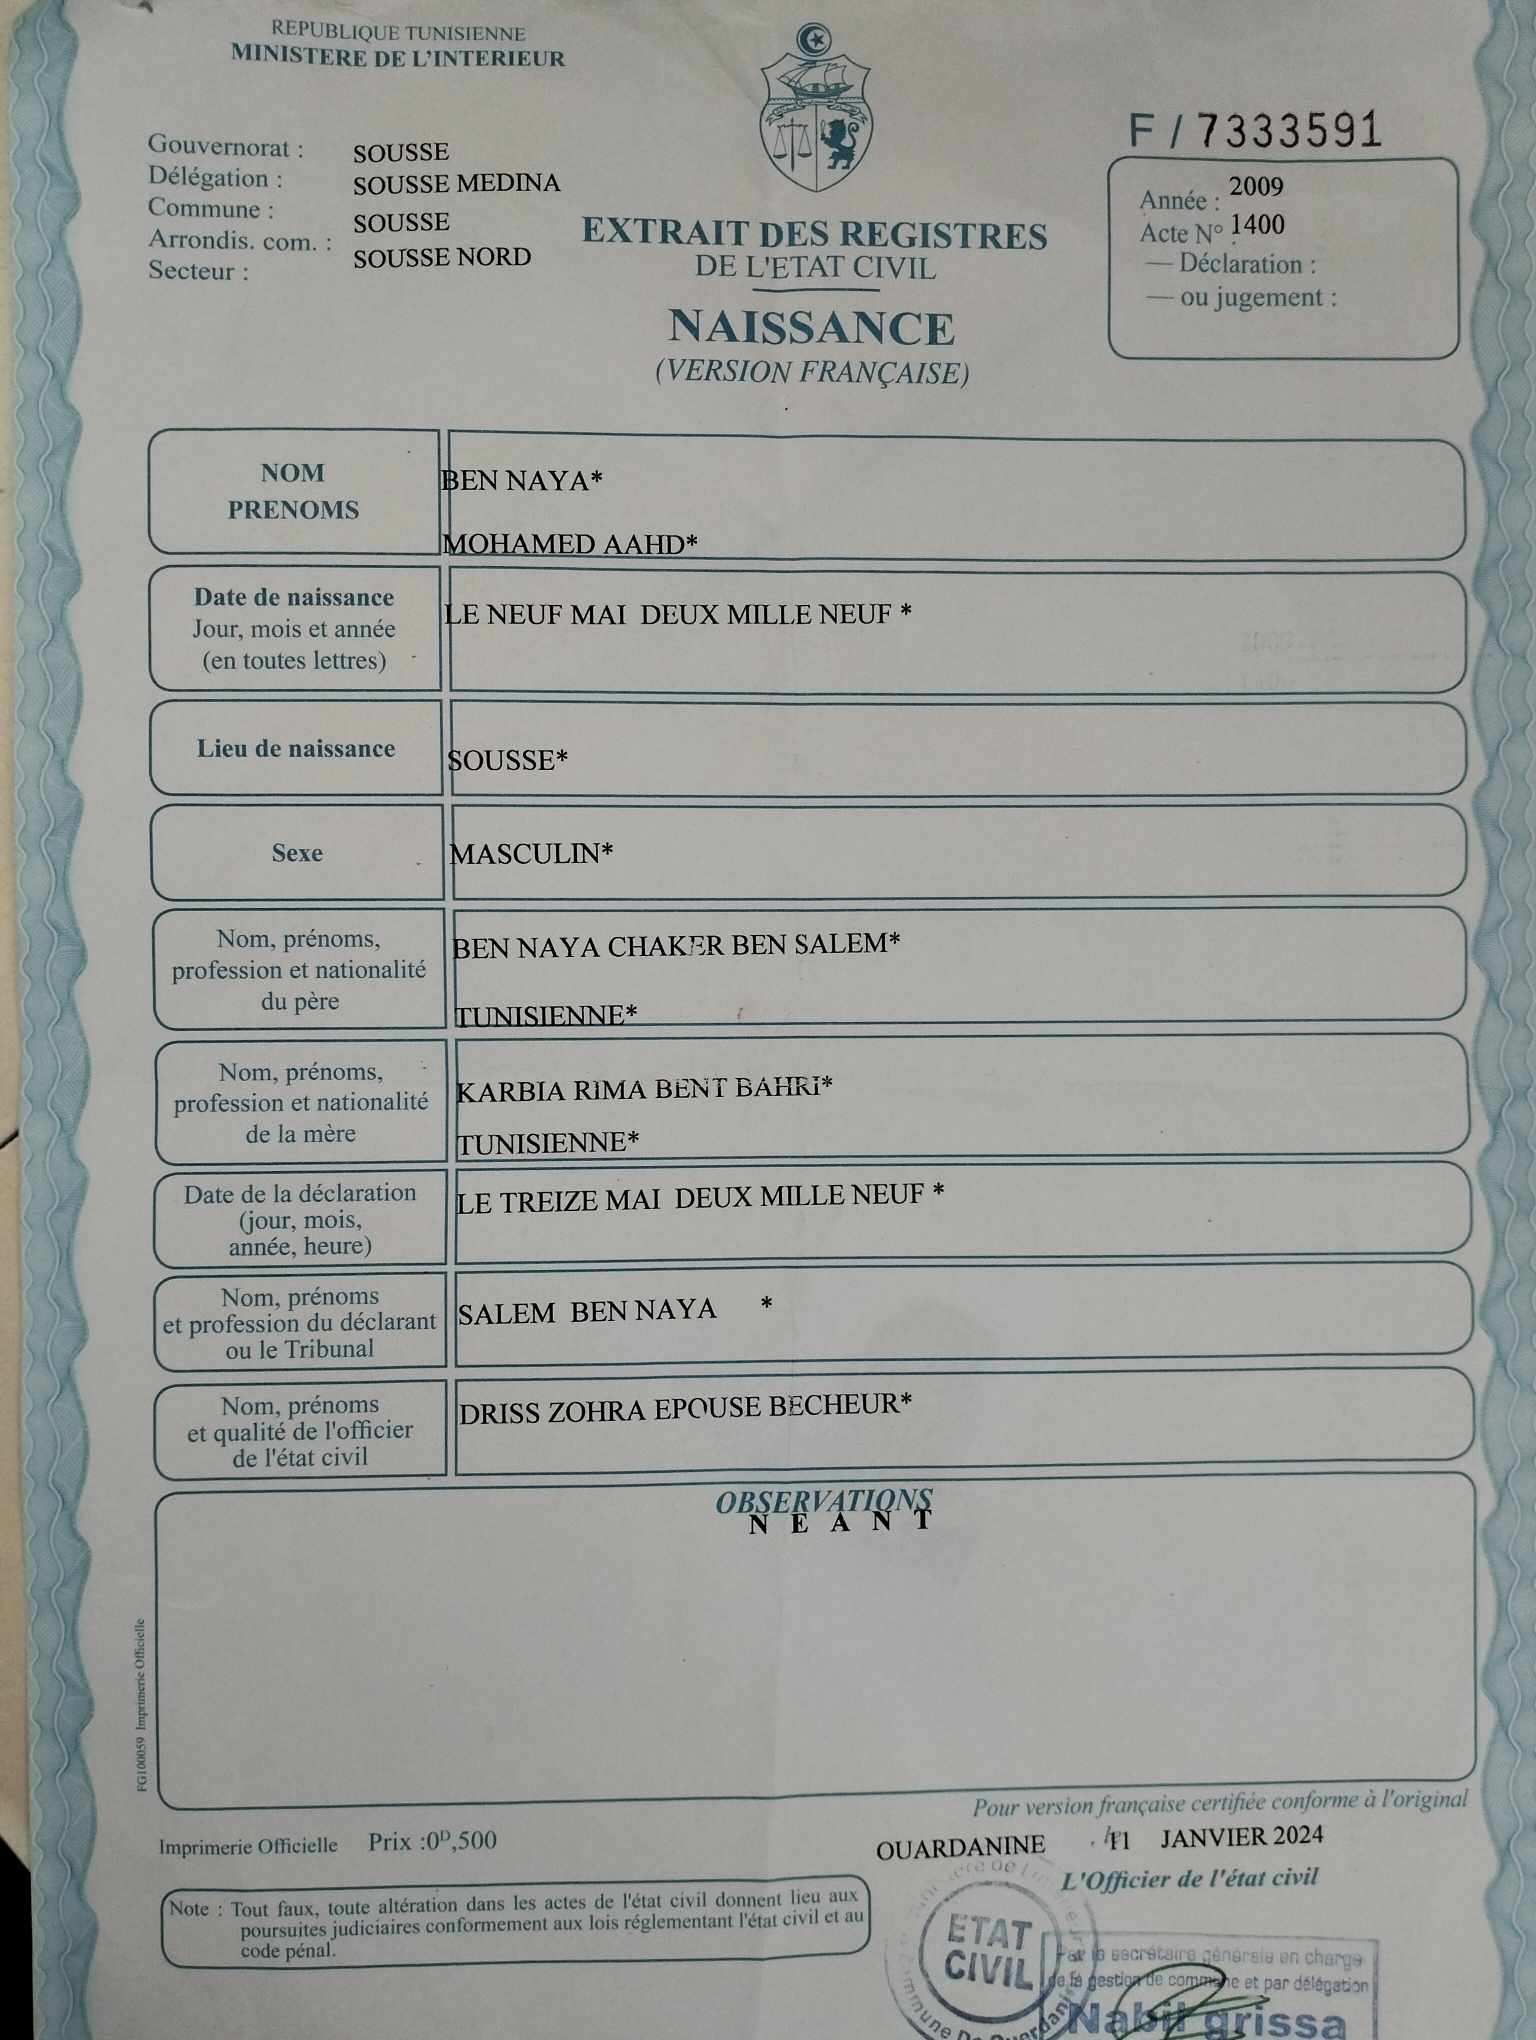 REPUBLIQUE TUNISIENNE
MINISTERE DE L'INTERIEUR
Gouvernorat : SOUSSE
Délégation : SOUSSE MEDINA
Commune : SOUSSE
Arrondis. com. : SOUSSE NORD
Secteur :
F / 7333591
Année : 2009
Acte N° 1400
— Déclaration :
— ou jugement :
EXTRAIT DES REGISTRES
DE L'ETAT CIVIL
NAISSANCE
(VERSION FRANÇAISE)
NOM
PRENOMS
BEN NAYA*
MOHAMED AAHD*
Date de naissance
Jour, mois et année
(en toutes lettres)
LE NEUF MAI DEUX MILLE NEUF *
Lieu de naissance
SOUSSE*
Sexe
MASCULIN*
Nom, prénoms,
profession et nationalité
du père
BEN NAYA CHAKER BEN SALEM*
TUNISIENNE*
Nom, prénoms,
profession et nationalité
de la mère
KARBIA RIMA BENT BAHRI*
TUNISIENNE*
Date de la déclaration
(jour, mois,
année, heure)
LE TREIZE MAI DEUX MILLE NEUF *
Nom, prénoms
et profession du déclarant
ou le Tribunal
SALEM BEN NAYA *
Nom, prénoms
et qualité de l'officier
de l'état civil
DRISS ZOHRA EPOUSE BECHEUR*
OBSERVATIONS
N E A N T
FG100059 Imprimerie Officielle
Pour version française certifiée conforme à l'original
Imprimerie Officielle Prix :0D,500
OUARDANINE 11 JANVIER 2024
L'Officier de l'état civil
Note : Tout faux, toute altération dans les actes de l'état civil donnent lieu aux
poursuites judiciaires conformement aux lois réglementant l'état civil et au
code pénal.
ETAT
CIVIL
Commune De Ouardanine
Par le secrétaire générale en charge
de la gestion de commune et par délégation
Nabil grissa